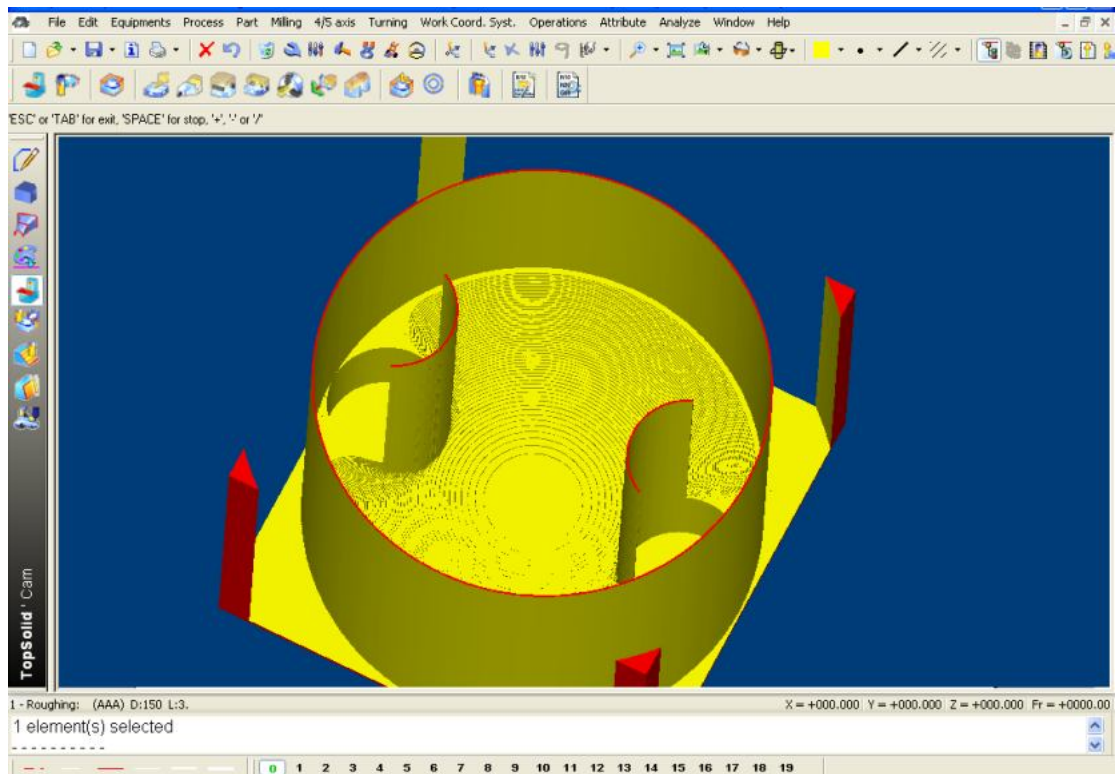 File Edit Equipments Process Part Milling 4/5 axis Turning Work Coord. Syst. Operations Attribute Analyze Window Help
'ESC' or 'TAB' for exit, 'SPACE' for stop, '+', '-' or '/'
TopSolid'Cam
1 - Roughing: (AAA) D:150 L:3. X = +000.000 Y = +000.000 Z = +000.000 Fr = +0000.00
1 element(s) selected
----------
0 1 2 3 4 5 6 7 8 9 10 11 12 13 14 15 16 17 18 19